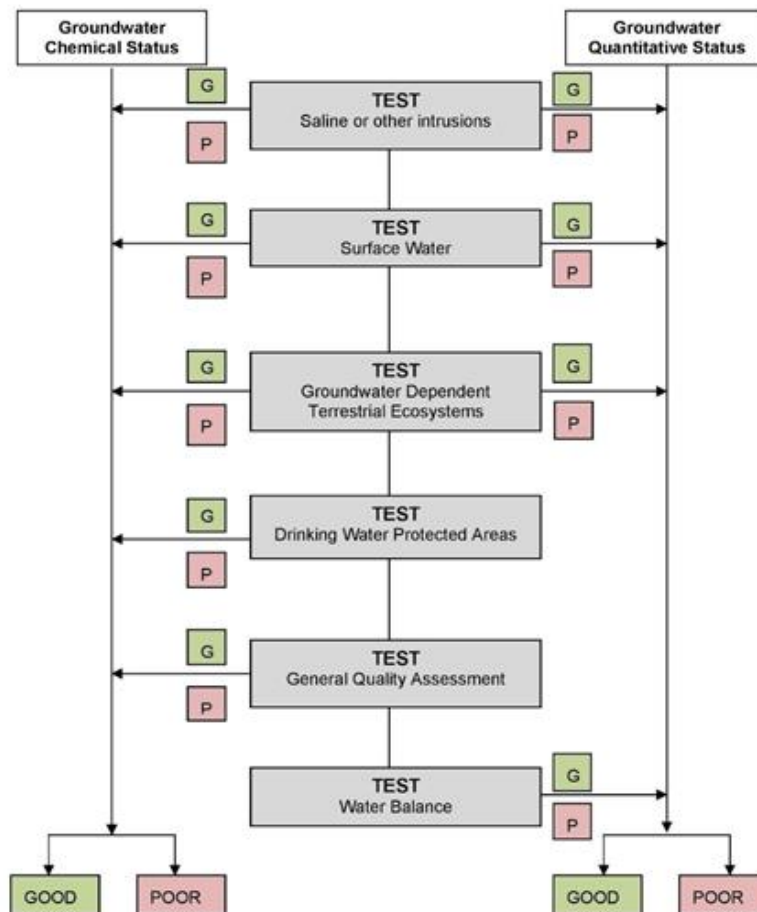 Groundwater
Chemical Status
Groundwater
Quantitative Status
G
TEST
G
Saline or other intrusions
P
P
G
TEST
G
Surface Water
P
P
G
TEST
G
Groundwater Dependent
Terrestrial Ecosystems
P
P
G
TEST
Drinking Water Protected Areas
P
G
TEST
General Quality Assessment
P
TEST
G
Water Balance
P
GOOD
POOR
GOOD
POOR